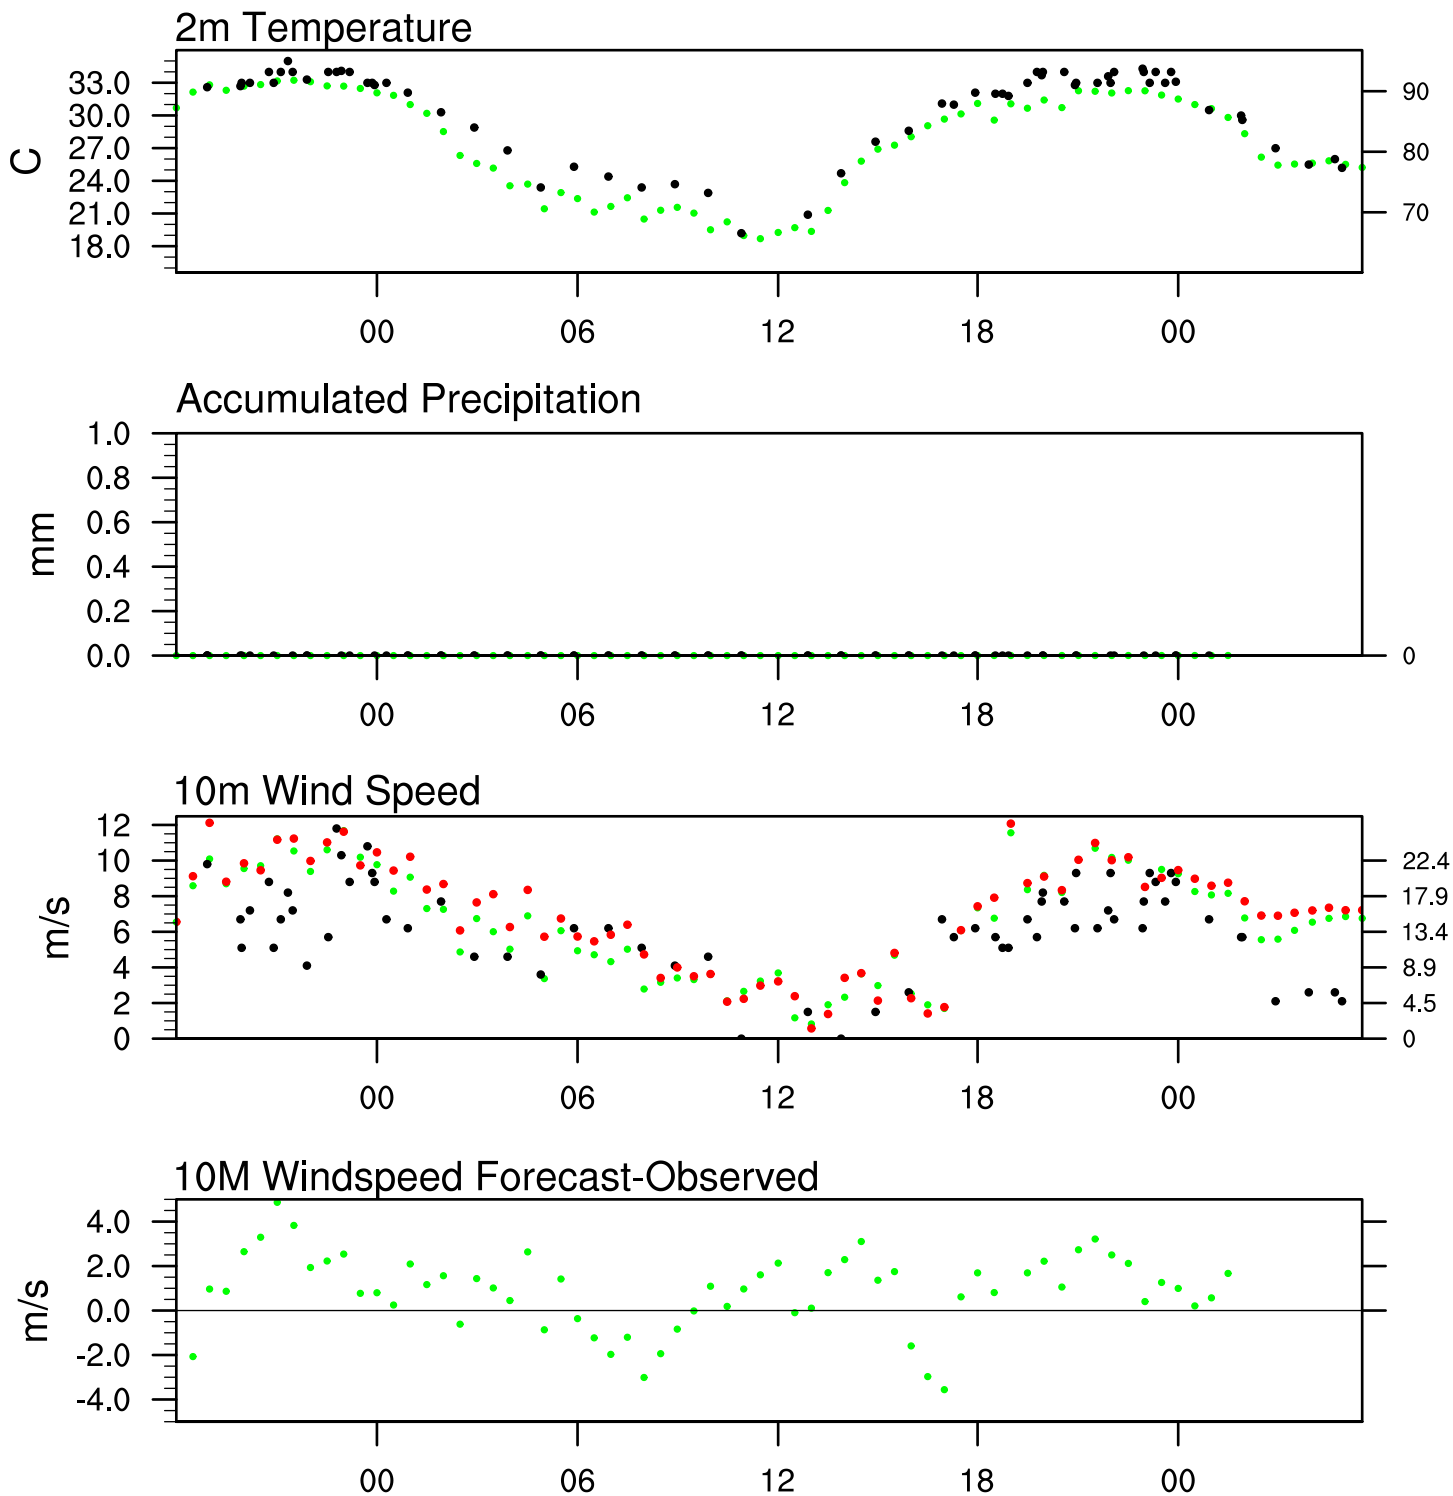 2m Temperature
C
33.0
30.0
27.0
24.0
21.0
18.0
90
80
70
00 06 12 18 00
Accumulated Precipitation
mm
1.0
0.8
0.6
0.4
0.2
0.0
0
00 06 12 18 00
10m Wind Speed
m/s
12
10
8
6
4
2
0
22.4
17.9
13.4
8.9
4.5
0
00 06 12 18 00
10M Windspeed Forecast-Observed
m/s
4.0
2.0
0.0
-2.0
-4.0
00 06 12 18 00